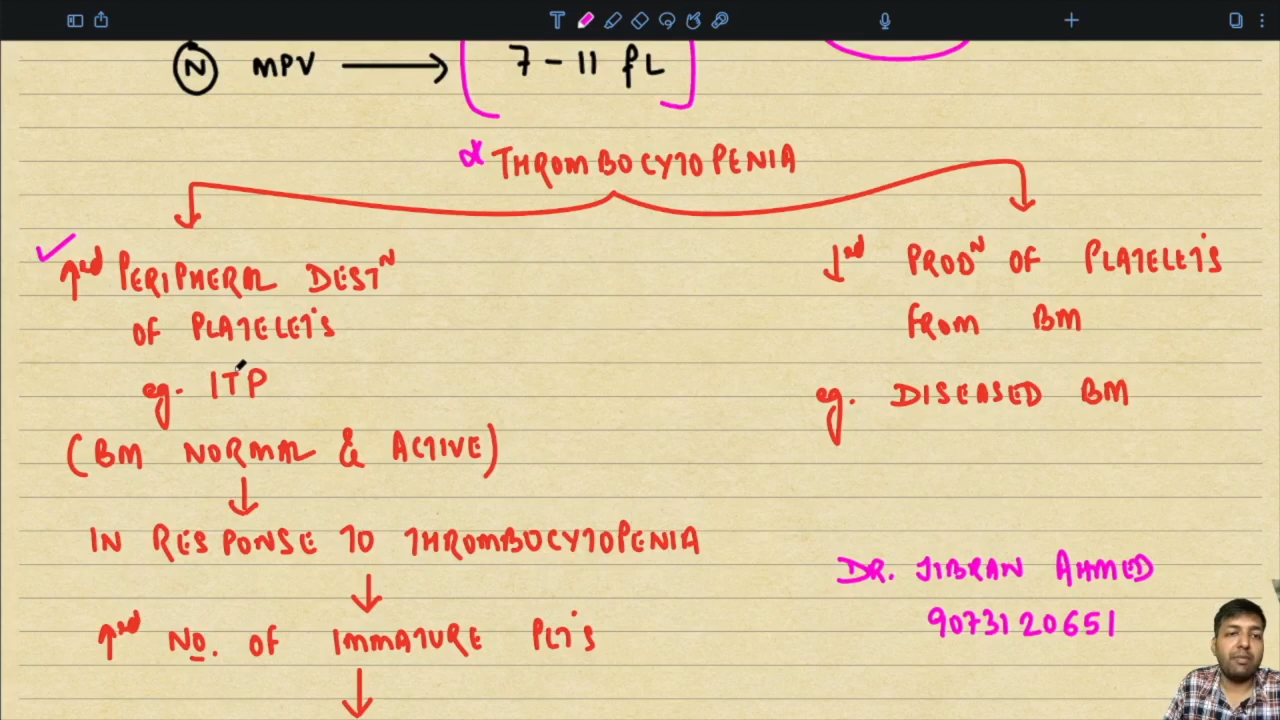 N MPV → 7 - 11 fL
* THROMBOCYTOPENIA
✓ ↑ed PERIPHERAL DESTN
OF PLATELETS
eg. ITP
(BM NORMAL & ACTIVE)
↓
IN RESPONSE TO THROMBOCYTOPENIA
↓
↑ed NO. OF IMMATURE PLTS
↓
↓ed PRODN OF PLATELETS
FROM BM
eg. DISEASED BM
DR. JIBRAN AHMED
9073120651